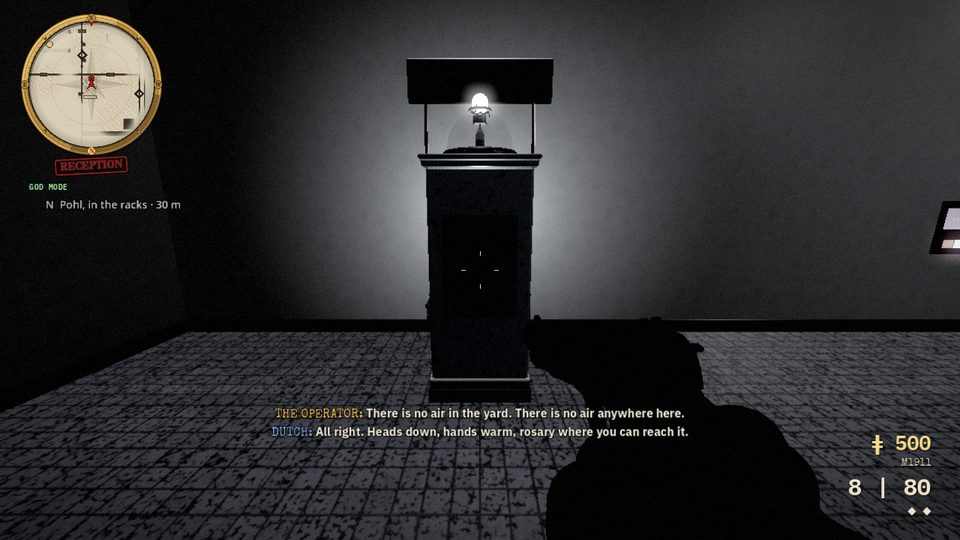 RECEPTION
GOD MODE
N Pohl, in the racks · 30 m
THE OPERATOR: There is no air in the yard. There is no air anywhere here.
DUTCH: All right. Heads down, hands warm, rosary where you can reach it.
500
M1911
8 | 80